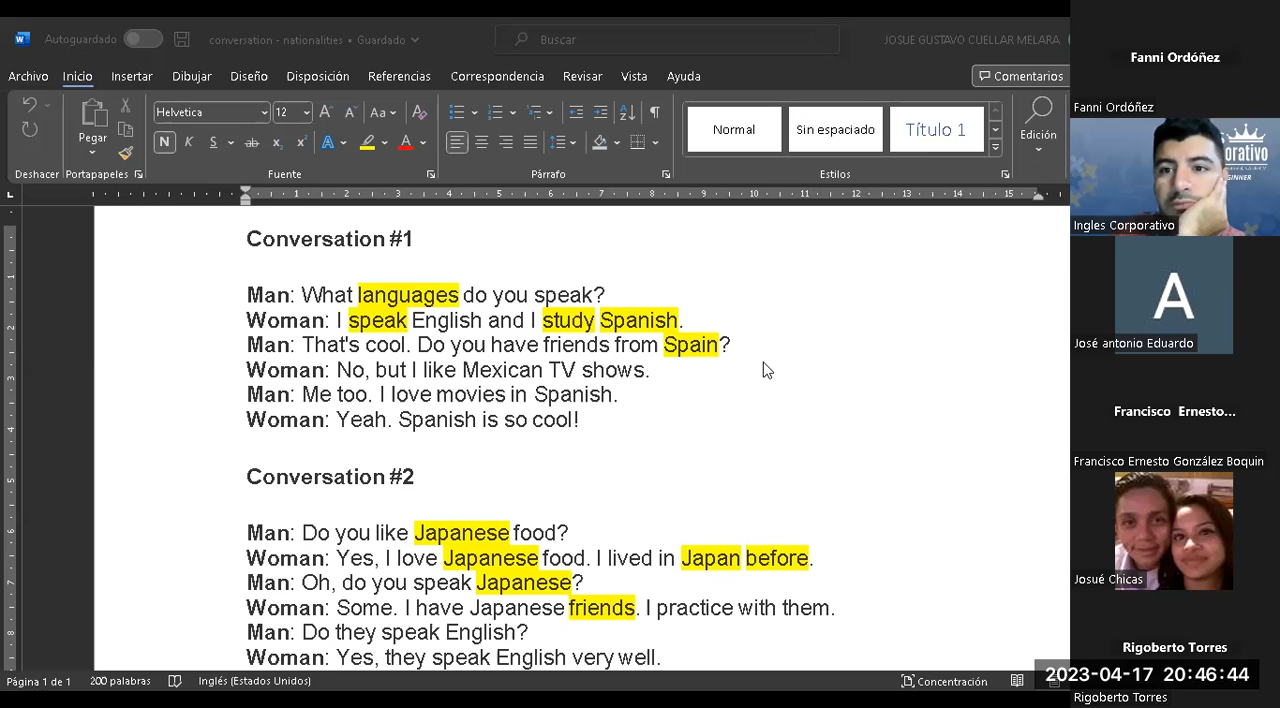 Autoguardado
conversation - nationalities • Guardado
Buscar
JOSUE GUSTAVO CUELLAR MELARA
Archivo Inicio Insertar Dibujar Diseño Disposición Referencias Correspondencia Revisar Vista Ayuda
Comentarios
Pegar
Helvetica 12
Normal
Sin espaciado
Título 1
Edición
Deshacer Portapapeles Fuente Párrafo Estilos
Conversation #1
Man: What languages do you speak?
Woman: I speak English and I study Spanish.
Man: That's cool. Do you have friends from Spain?
Woman: No, but I like Mexican TV shows.
Man: Me too. I love movies in Spanish.
Woman: Yeah. Spanish is so cool!
Conversation #2
Man: Do you like Japanese food?
Woman: Yes, I love Japanese food. I lived in Japan before.
Man: Oh, do you speak Japanese?
Woman: Some. I have Japanese friends. I practice with them.
Man: Do they speak English?
Woman: Yes, they speak English very well.
Página 1 de 1 200 palabras Inglés (Estados Unidos) Concentración
Fanni Ordóñez
Fanni Ordóñez
orativo
INNER
Ingles Corporativo
A
José antonio Eduardo
Francisco Ernesto...
Francisco Ernesto González Boquin
Josué Chicas
Rigoberto Torres
2023-04-17 20:46:44
Rigoberto Torres